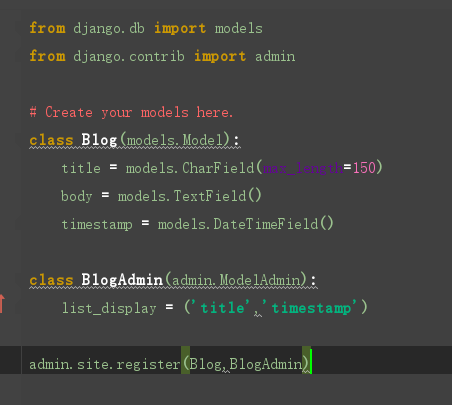 from django.db import models
from django.contrib import admin
# Create your models here.
class Blog(models.Model):
title = models.CharField(mas_length=150)
body = models.TextField()
timestamp = models.DateTimeField()
class BlogAdmin(admin.ModelAdmin):
list_display = ('title','timestamp')
admin.site.register(Blog,BlogAdmin)